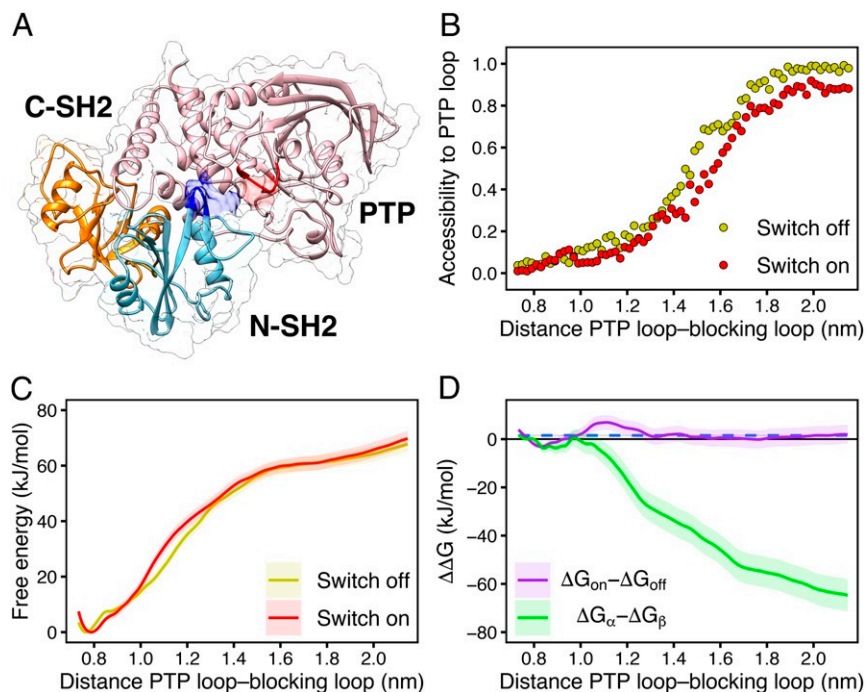 A
C-SH2
PTP
N-SH2
B
Accessibility to PTP loop
1.0
0.8
0.6
0.4
0.2
0.0
Switch off
Switch on
0.8 1.0 1.2 1.4 1.6 1.8 2.0
Distance PTP loop–blocking loop (nm)
C
Free energy (kJ/mol)
80
60
40
20
0
Switch off
Switch on
0.8 1.0 1.2 1.4 1.6 1.8 2.0
Distance PTP loop–blocking loop (nm)
D
ΔΔG (kJ/mol)
0
−20
−40
−60
−80
ΔGon−ΔGoff
ΔGα−ΔGβ
0.8 1.0 1.2 1.4 1.6 1.8 2.0
Distance PTP loop–blocking loop (nm)